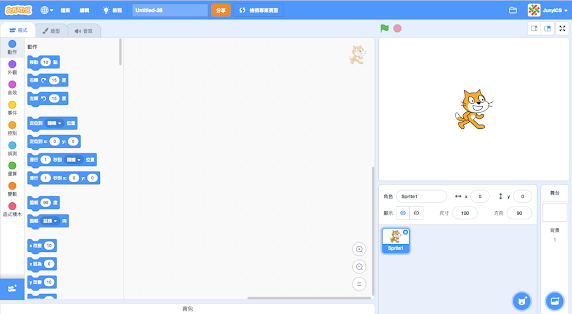 SCRATCH 檔案 編輯 教程 Untitled-38 分享 檢視專案頁面 JunyiCS
程式 造型 音效
動作
動作
外觀
音效
事件
控制
偵測
運算
變數
函式積木
移動 10 點
右轉 15 度
左轉 15 度
定位到 隨機 位置
定位到 x: 0 y: 0
滑行 1 秒到 隨機 位置
滑行 1 秒到 x: 0 y: 0
面朝 90 度
面朝 鼠標 向
x 改變 10
x 設為 0
y 改變 10
角色 Sprite1 x 0 y 0
顯示 尺寸 100 方向 90
Sprite1
舞台
背景
1
背包